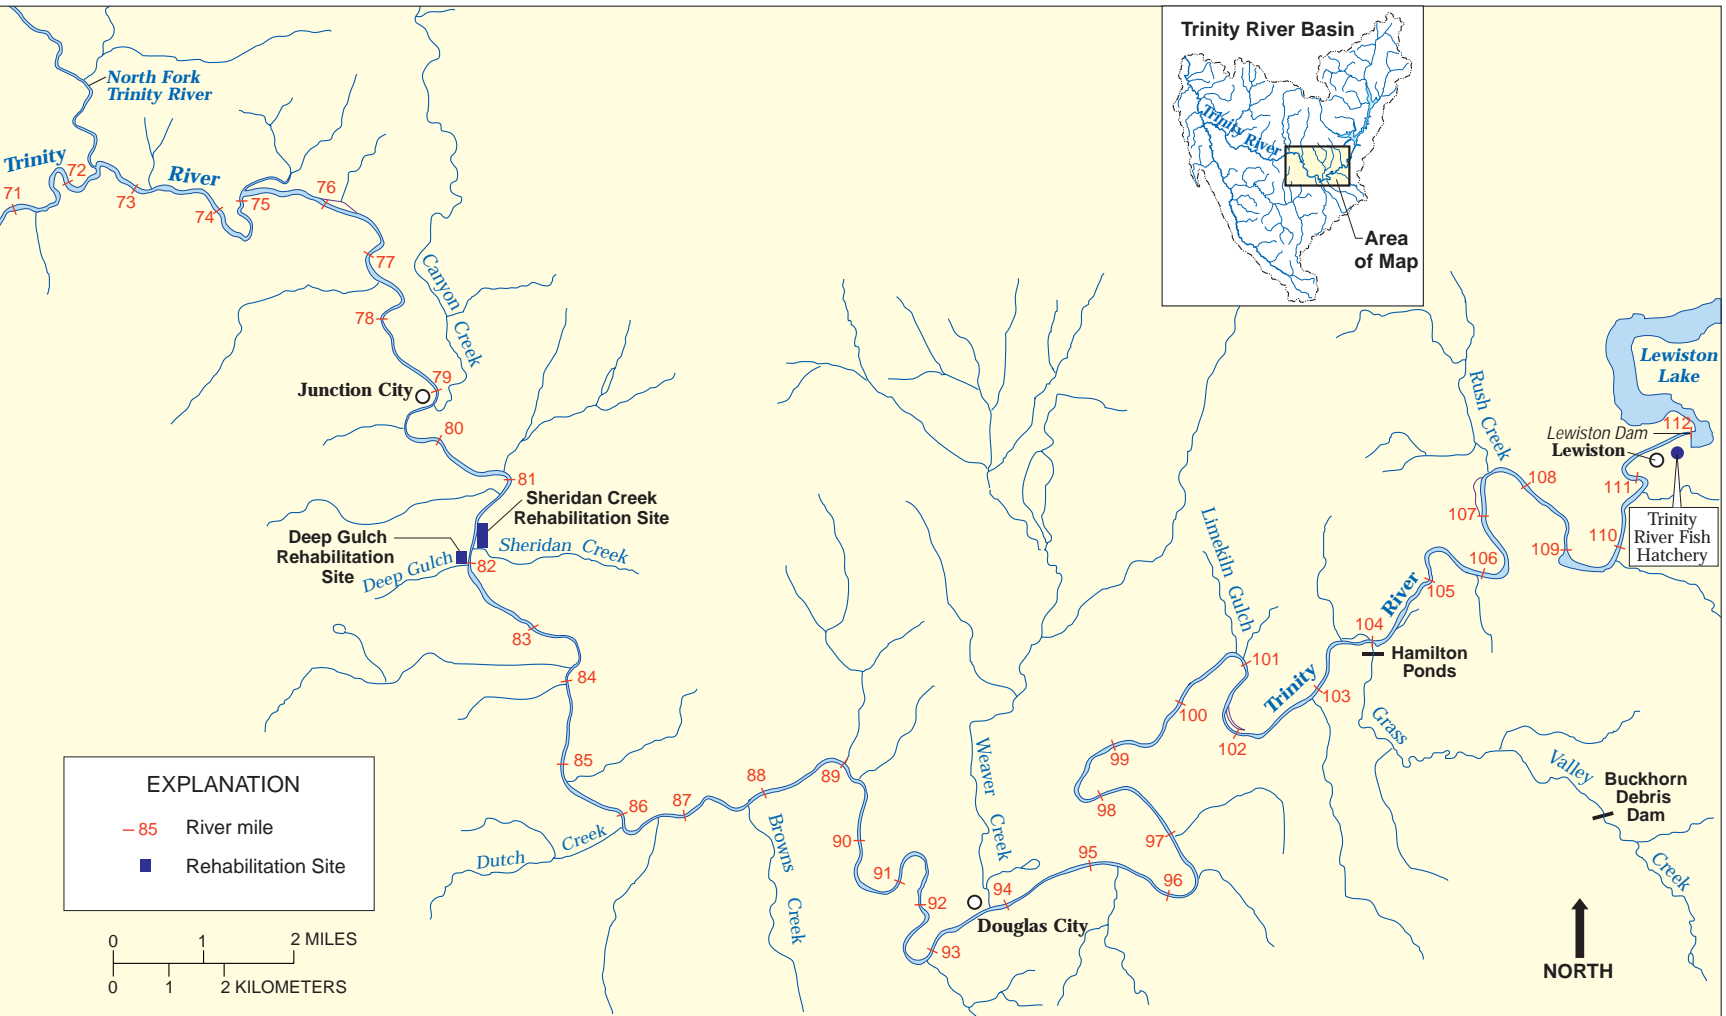 Trinity River Basin
Trinity River
Area
of Map
North Fork
Trinity River
Trinity
River
71
72
73
74
75
76
77
78
79
80
81
82
83
84
85
86
87
88
89
90
91
92
93
94
95
96
97
98
99
100
101
102
103
104
105
106
107
108
109
110
111
112
Canyon
Creek
Junction City
Sheridan Creek
Rehabilitation Site
Deep Gulch
Rehabilitation
Site
Deep Gulch
Sheridan Creek
Lewiston
Lake
Lewiston Dam
Lewiston
Trinity
River Fish
Hatchery
Rush Creek
Limekiln Gulch
Trinity
River
Hamilton
Ponds
Grass
Valley
Creek
Buckhorn
Debris
Dam
Weaver
Creek
Douglas City
Browns
Creek
Dutch
Creek
EXPLANATION
85 River mile
Rehabilitation Site
0 1 2 MILES
0 1 2 KILOMETERS
NORTH